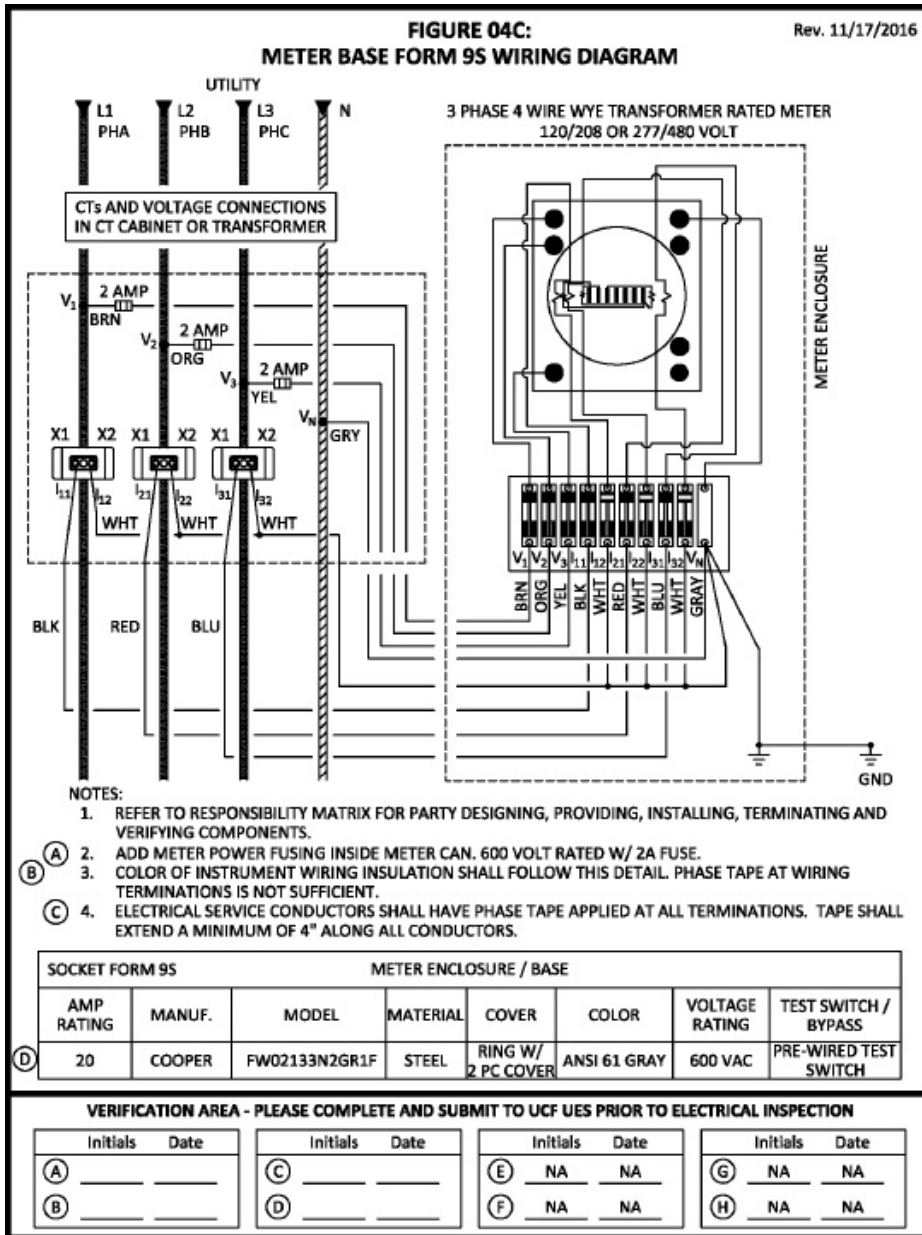 FIGURE 04C:
Rev. 11/17/2016
METER BASE FORM 9S WIRING DIAGRAM
UTILITY
L1 L2 L3 N
PHA PHB PHC
3 PHASE 4 WIRE WYE TRANSFORMER RATED METER
120/208 OR 277/480 VOLT
CTs AND VOLTAGE CONNECTIONS
IN CT CABINET OR TRANSFORMER
METER ENCLOSURE
V1 2 AMP
BRN
V2 2 AMP
ORG
V3 2 AMP
YEL
VN
GRY
X1 X2 X1 X2 X1 X2
I11 I12 I21 I22 I31 I32
WHT WHT WHT
BLK RED BLU
V1 V2 V3 I11 I12 I21 I22 I31 I32 VN
BRN ORG YEL BLK WHT RED WHT BLU WHT GRAY
GND
NOTES:
1. REFER TO RESPONSIBILITY MATRIX FOR PARTY DESIGNING, PROVIDING, INSTALLING, TERMINATING AND
VERIFYING COMPONENTS.
A 2. ADD METER POWER FUSING INSIDE METER CAN. 600 VOLT RATED W/ 2A FUSE.
B 3. COLOR OF INSTRUMENT WIRING INSULATION SHALL FOLLOW THIS DETAIL. PHASE TAPE AT WIRING
TERMINATIONS IS NOT SUFFICIENT.
C 4. ELECTRICAL SERVICE CONDUCTORS SHALL HAVE PHASE TAPE APPLIED AT ALL TERMINATIONS. TAPE SHALL
EXTEND A MINIMUM OF 4" ALONG ALL CONDUCTORS.
SOCKET FORM 9S METER ENCLOSURE / BASE
AMP RATING MANUF. MODEL MATERIAL COVER COLOR VOLTAGE RATING TEST SWITCH / BYPASS
D 20 COOPER FW02133N2GR1F STEEL RING W/ 2 PC COVER ANSI 61 GRAY 600 VAC PRE-WIRED TEST SWITCH
VERIFICATION AREA - PLEASE COMPLETE AND SUBMIT TO UCF UES PRIOR TO ELECTRICAL INSPECTION
Initials Date Initials Date Initials Date Initials Date
A C E NA NA G NA NA
B D F NA NA H NA NA